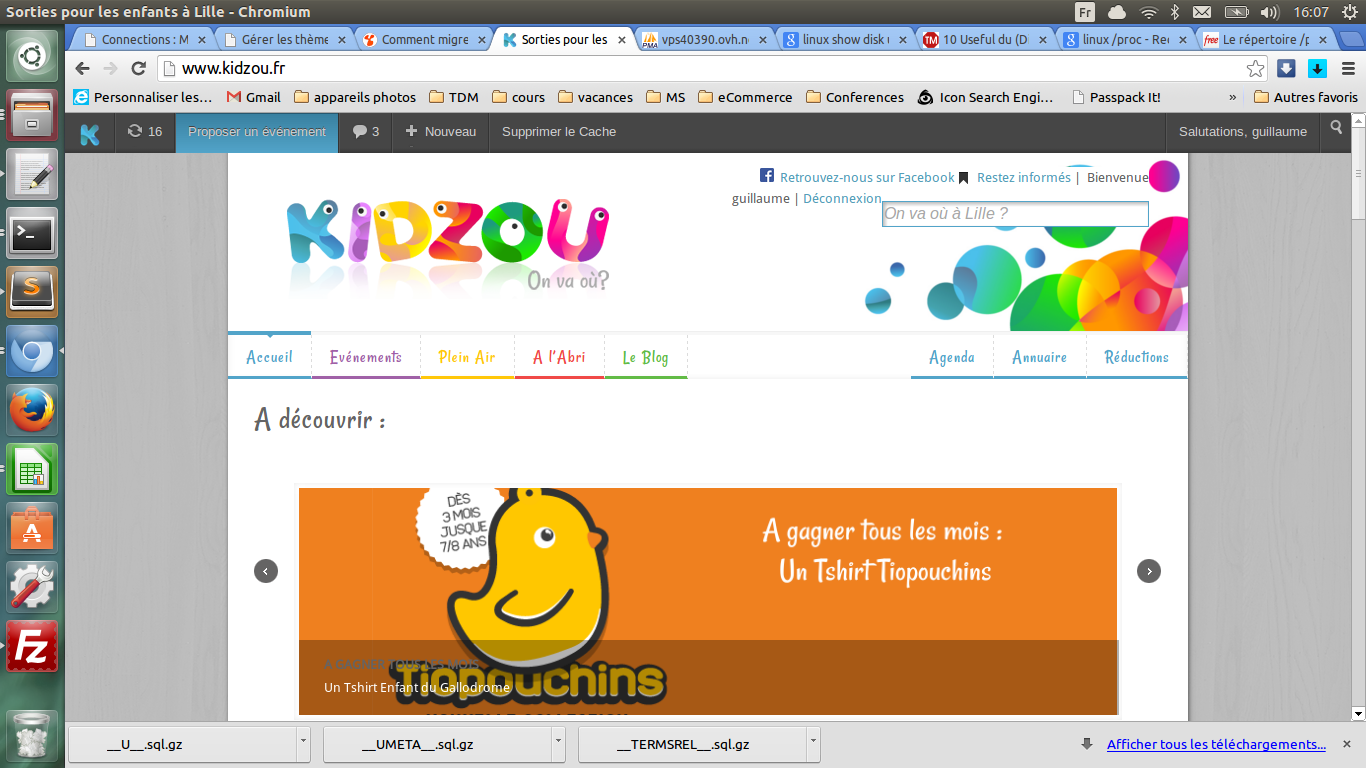 Sorties pour les enfants à Lille - Chromium
Fr
16:07
Connections : M
Gérer les thème
Comment migre
Sorties pour les
vps40390.ovh.ne
linux show disk u
10 Useful du (Di
linux /proc - Rec
Le répertoire /p
www.kidzou.fr
Personnaliser les...
Gmail
appareils photos
TDM
cours
vacances
MS
eCommerce
Conferences
Icon Search Engi...
Passpack It!
»
Autres favoris
16
Proposer un événement
3
Nouveau
Supprimer le Cache
Salutations, guillaume
Retrouvez-nous sur Facebook
Restez informés | Bienvenue
guillaume | Déconnexion
On va où à Lille ?
KIDZOU
On va où?
Accueil
Evénements
Plein Air
A l'Abri
Le Blog
Agenda
Annuaire
Réductions
A découvrir :
DÈS
3 MOIS
JUSQUE
7/8 ANS
A gagner tous les mois :
Un Tshirt Tiopouchins
A GAGNER TOUS LES MOIS
Tiopouchins
Un Tshirt Enfant du Gallodrome
__U__.sql.gz
__UMETA__.sql.gz
__TERMSREL__.sql.gz
Afficher tous les téléchargements...